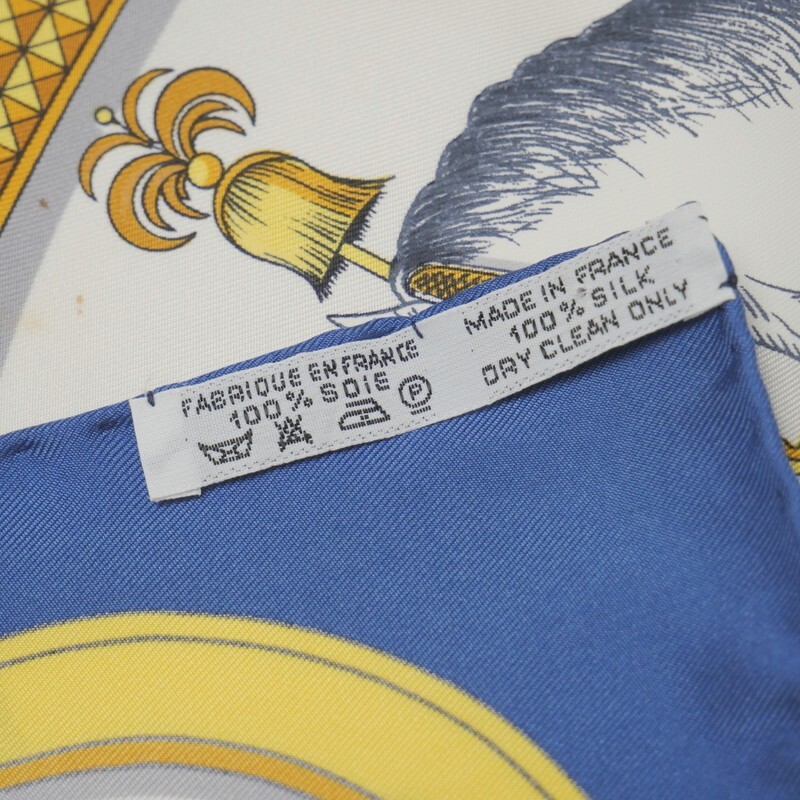 FABRIQUE EN FRANCE
100% SOIE
P
MADE IN FRANCE
100% SILK
DRY CLEAN ONLY